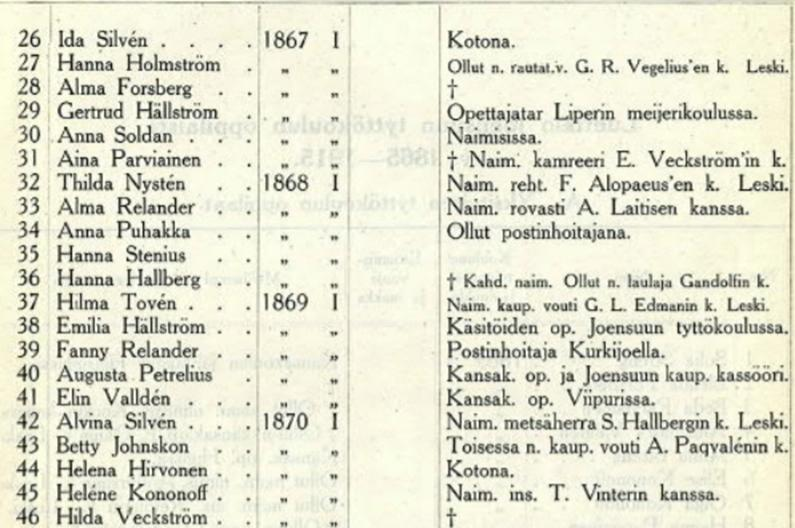 26 Ida Silvén . . . . 1867 I Kotona.
27 Hanna Holmström . „ „ Ollut n. rautat.v. G. R. Vegelius'en k. Leski.
28 Alma Forsberg . . „ „ †
29 Gertrud Hällström . „ „ Opettajatar Liperin meijerikoulussa.
30 Anna Soldan . . . „ „ Naimisissa.
31 Aina Parviainen . . „ „ † Naim. kamreeri E. Veckström'in k.
32 Thilda Nystén . . . 1868 I Naim. reht. F. Alopaeus'en k. Leski.
33 Alma Relander . . „ „ Naim. rovasti A. Laitisen kanssa.
34 Anna Puhakka . . „ „ Ollut postinhoitajana.
35 Hanna Stenius . . „ „
36 Hanna Hallberg . . „ „ † Kahd. naim. Ollut n. laulaja Gandolfin k.
37 Hilma Tovén . . . 1869 I Naim. kaup. vouti G. L. Edmanin k. Leski.
38 Emilia Hällström . . „ „ Käsitöiden op. Joensuun tyttökoulussa.
39 Fanny Relander . . „ „ Postinhoitaja Kurkijoella.
40 Augusta Petrelius . . „ „ Kansak. op. ja Joensuun kaup. kassööri.
41 Elin Valldén . . . „ „ Kansak. op. Viipurissa.
42 Alvina Silvén . . . 1870 I Naim. metsäherra S. Hallbergin k. Leski.
43 Betty Johnskon . . „ „ Toisessa n. kaup. vouti A. Paqvalénin k.
44 Helena Hirvonen . . „ „ Kotona.
45 Helene Kononoff . . „ „ Naim. ins. T. Vinterin kanssa.
46 Hilda Veckström . . „ „ †